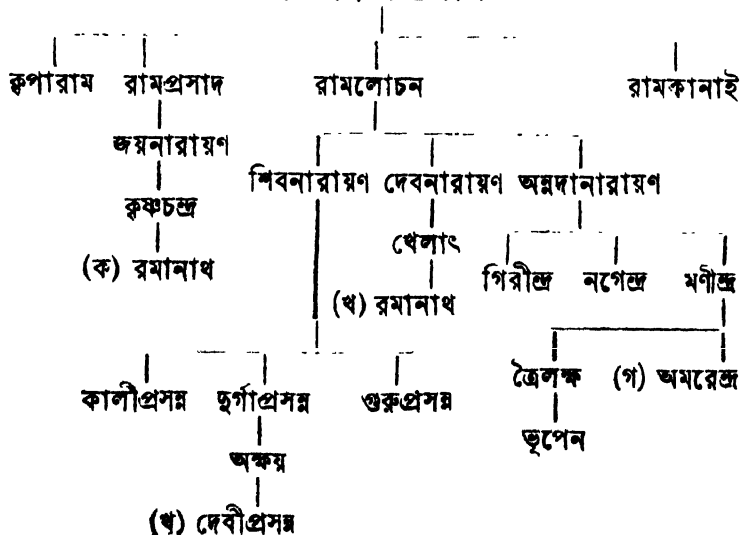 কৃপারাম রামপ্রসাদ রামলোচন রামকানাই
জয়নারায়ণ
শিবনারায়ণ দেবনারায়ণ অন্নদানারায়ণ
কৃষ্ণচন্দ্র
খেলাৎ
(ক) রমানাথ
গিরীন্দ্র নগেন্দ্র মণীন্দ্র
(খ) রমানাথ
কালীপ্রসন্ন দুর্গাপ্রসন্ন গুরুপ্রসন্ন
ত্রৈলক্ষ (গ) অমরেন্দ্র
ভূপেন
অক্ষয়
দেবীপ্রসন্ন